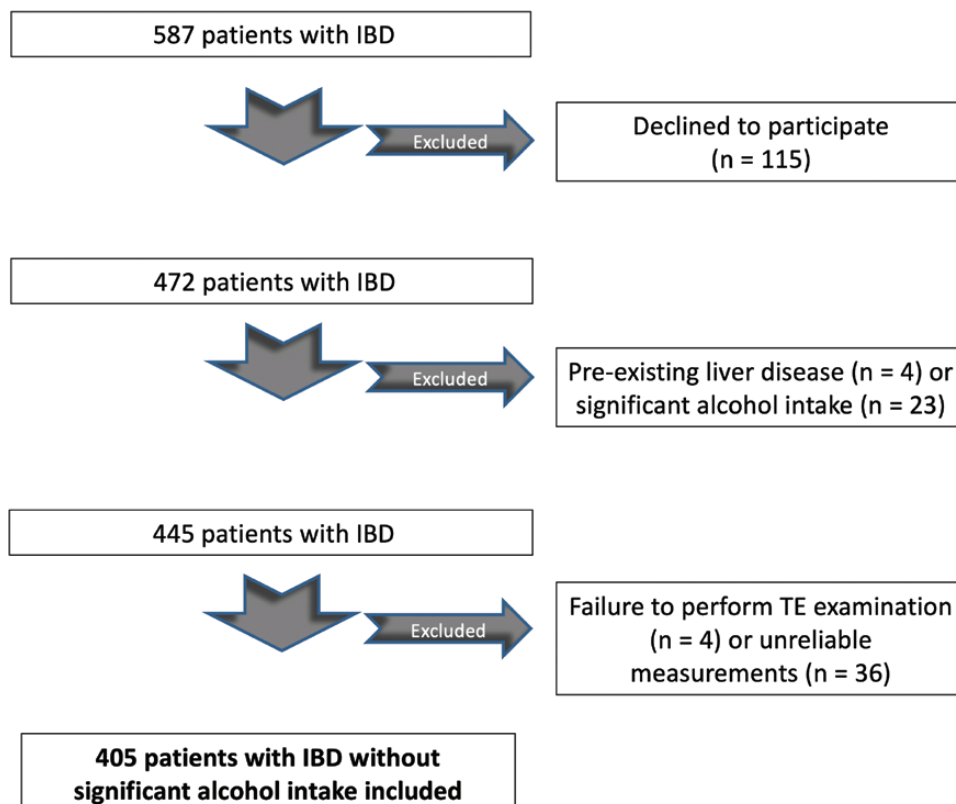 587 patients with IBD
Excluded
Declined to participate
(n = 115)
472 patients with IBD
Excluded
Pre-existing liver disease (n = 4) or
significant alcohol intake (n = 23)
445 patients with IBD
Excluded
Failure to perform TE examination
(n = 4) or unreliable
measurements (n = 36)
405 patients with IBD without
significant alcohol intake included